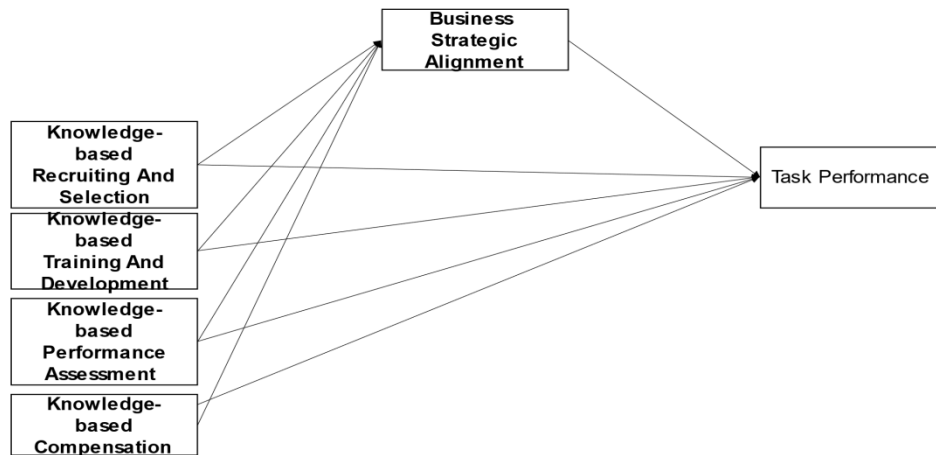 Business
Strategic
Alignment
Knowledge-
based
Recruiting And
Selection
Knowledge-
based
Training And
Development
Knowledge-
based
Performance
Assessment
Knowledge-
based
Compensation
Task Performance